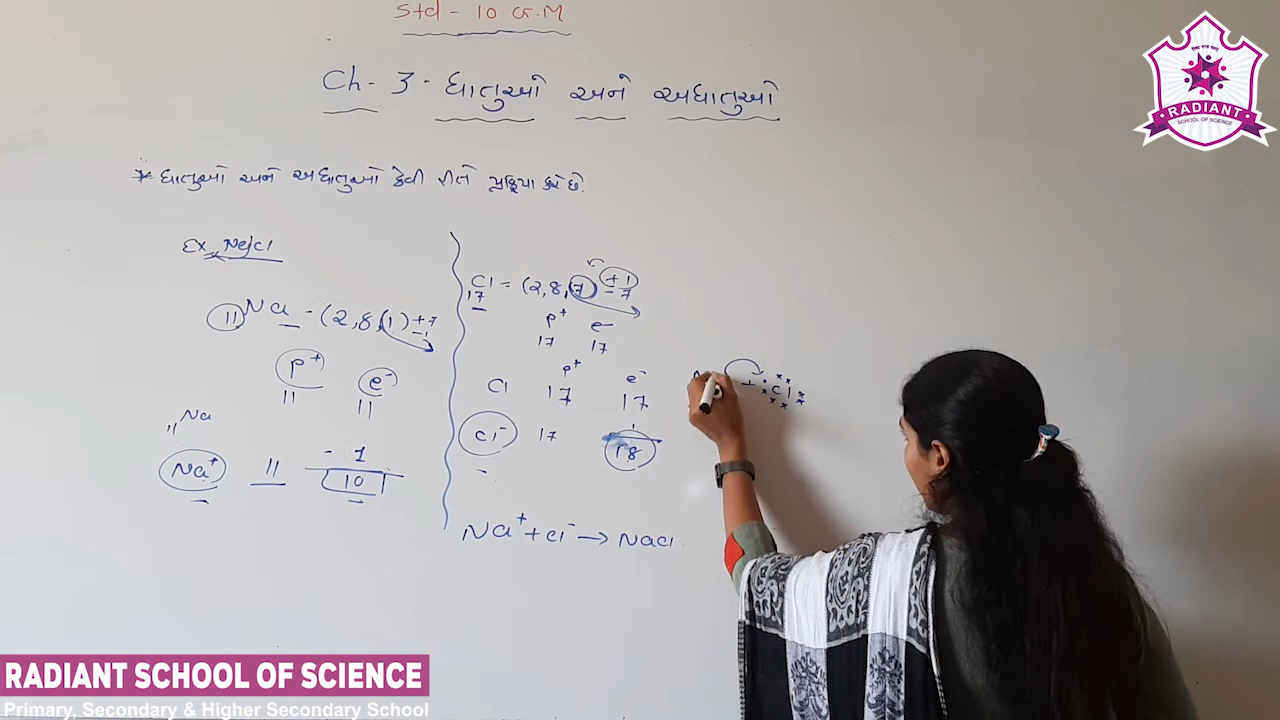 Std - 10 G.M
Ch - 3 - ધાતુઓ અને અધાતુઓ
* ધાતુઓ અને અધાતુઓ કેવી રીતે પ્રક્રિયા કરે છે.
Ex., NaCl
11 Na - (2,8,1) +7 -1
P+ e-
11 11
11 Na
Na+ 11 - 1
10
Cl = (2,8,7) +1 -7
17
P+ e-
17 17
P+ e-
Cl 17 17
Cl- 17 18
Na+ + Cl- → NaCl
+ Cl
RADIANT
SCHOOL OF SCIENCE
RADIANT SCHOOL OF SCIENCE
Primary, Secondary & Higher Secondary School